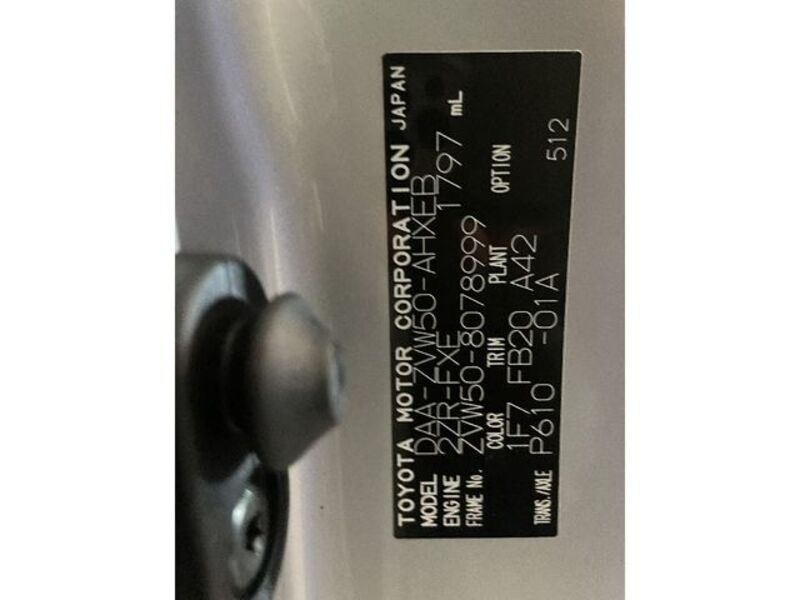 TOYOTA MOTOR CORPORATION JAPAN
MODEL DAA-ZVW50-AHXEB
ENGINE 2ZR-FXE 1797 mL
FRAME No. ZVW50-8078999
COLOR TRIM PLANT OPTION
1F7 FB20 A42
TRANS./AXLE P610 -01A 512